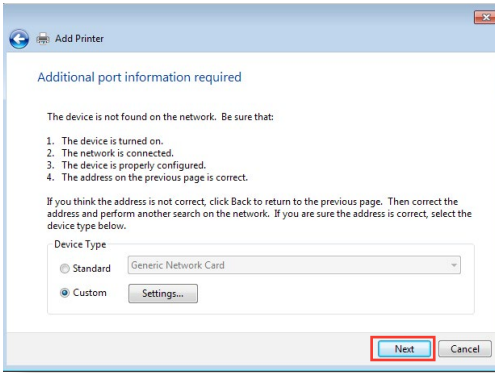 Add Printer
Additional port information required
The device is not found on the network. Be sure that:
1. The device is turned on.
2. The network is connected.
3. The device is properly configured.
4. The address on the previous page is correct.
If you think the address is not correct, click Back to return to the previous page. Then correct the
address and perform another search on the network. If you are sure the address is correct, select the
device type below.
Device Type
Standard Generic Network Card
Custom Settings...
Next Cancel